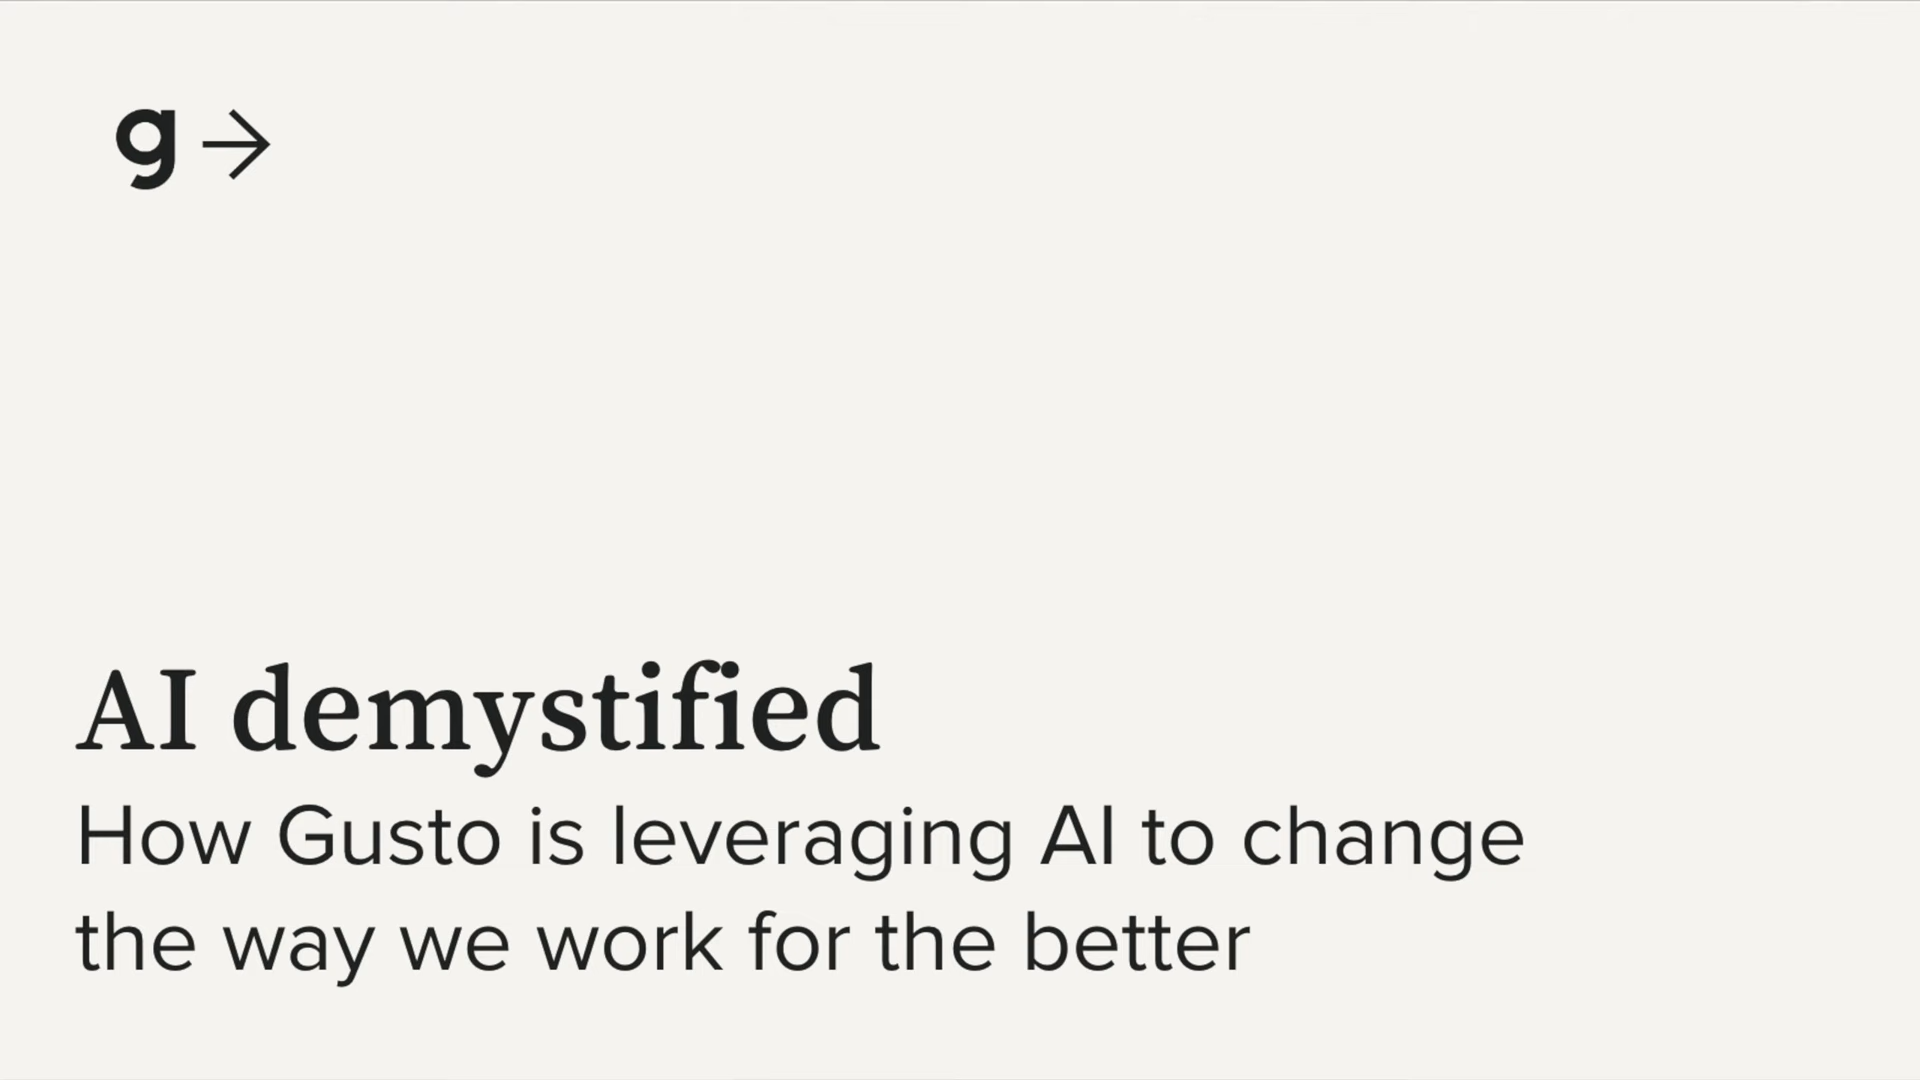 g→
AI demystified
How Gusto is leveraging AI to change
the way we work for the better